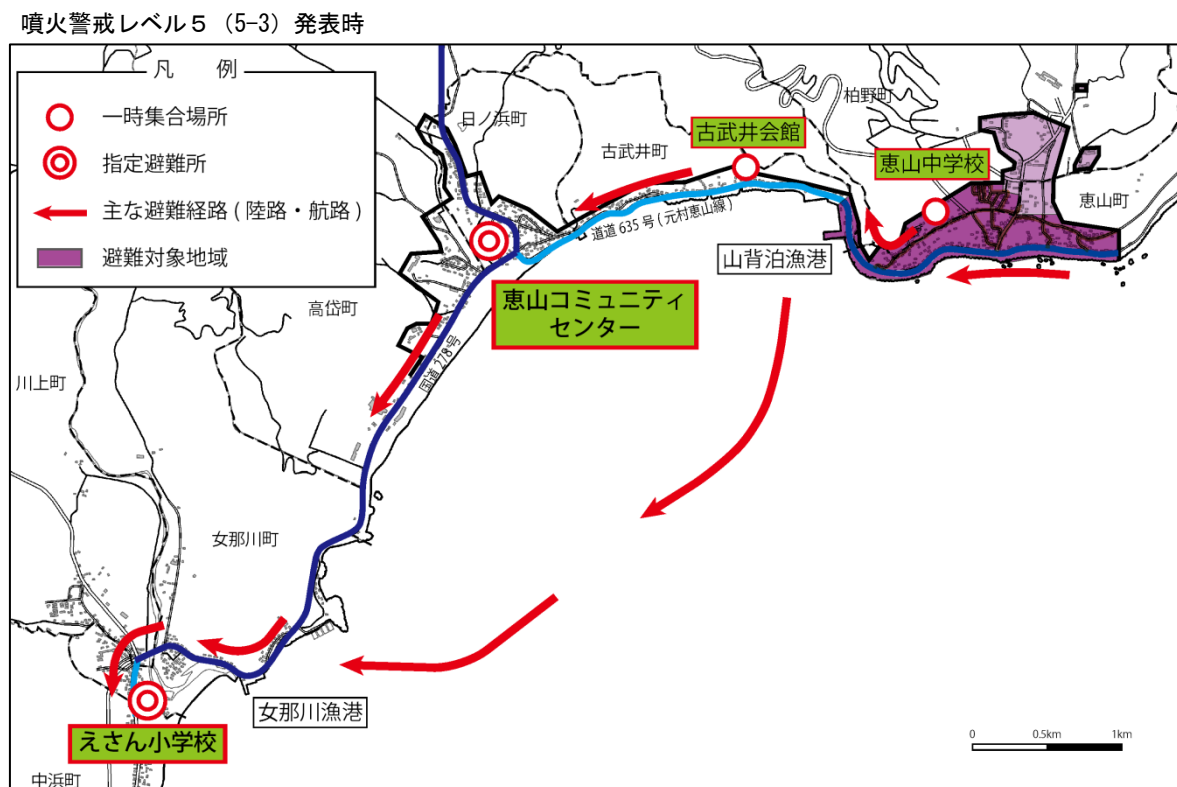 噴火警戒レベル５（5-3）発表時
凡 例
一時集合場所
指定避難所
主な避難経路(陸路・航路)
避難対象地域
日ノ浜町
古武井町
古武井会館
柏野町
恵山中学校
恵山町
道道 635 号(元村恵山線)
山背泊漁港
恵山コミュニティ
センター
高岱町
国道 278 号
川上町
女那川町
女那川漁港
えさん小学校
中浜町
0 0.5km 1km